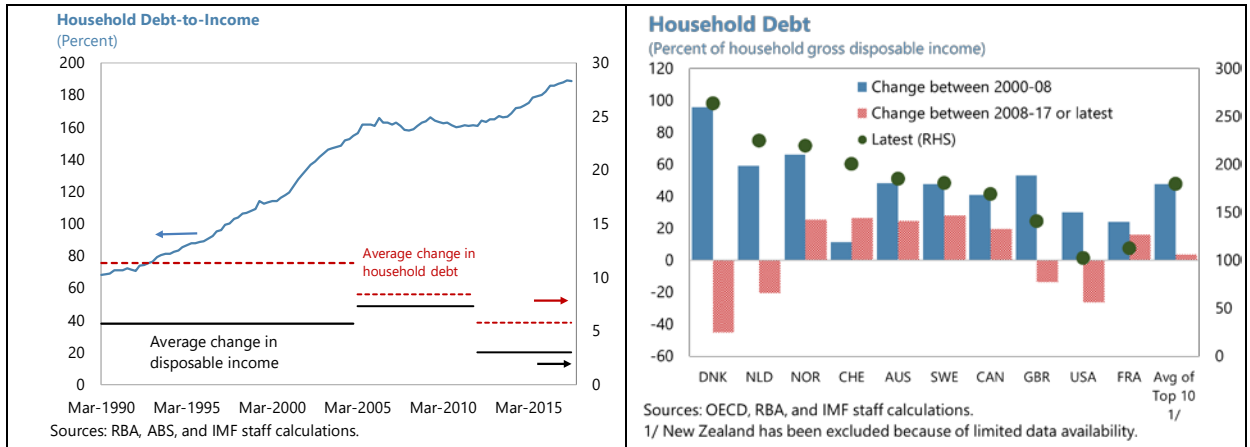 Household Debt-to-Income
(Percent)
200
180
160
140
120
100
80
60
40
20
0
30
25
20
15
10
5
0
Average change in
household debt
Average change in
disposable income
Mar-1990 Mar-1995 Mar-2000 Mar-2005 Mar-2010 Mar-2015
Sources: RBA, ABS, and IMF staff calculations.
Household Debt
(Percent of household gross disposable income)
120
100
80
60
40
20
0
-20
-40
-60
300
250
200
150
100
50
0
Change between 2000-08
Change between 2008-17 or latest
Latest (RHS)
DNK NLD NOR CHE AUS SWE CAN GBR USA FRA Avg of
Top 10
1/
Sources: OECD, RBA, and IMF staff calculations.
1/ New Zealand has been excluded because of limited data availability.